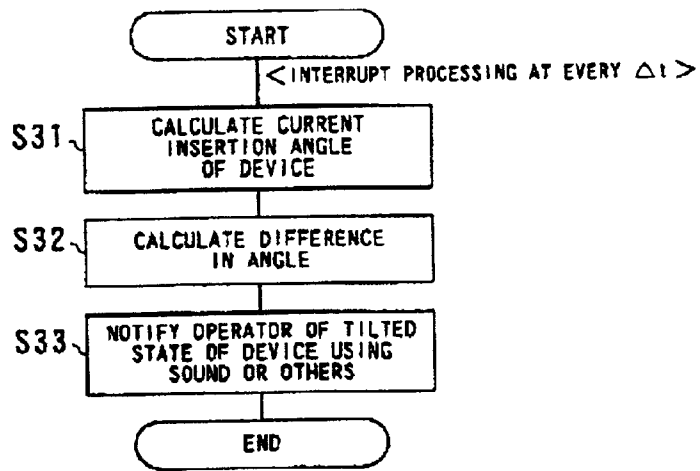 START
<INTERRUPT PROCESSING AT EVERY Δt>
S31
CALCULATE CURRENT
INSERTION ANGLE
OF DEVICE
S32
CALCULATE DIFFERENCE
IN ANGLE
S33
NOTIFY OPERATOR OF TILTED
STATE OF DEVICE USING
SOUND OR OTHERS
END